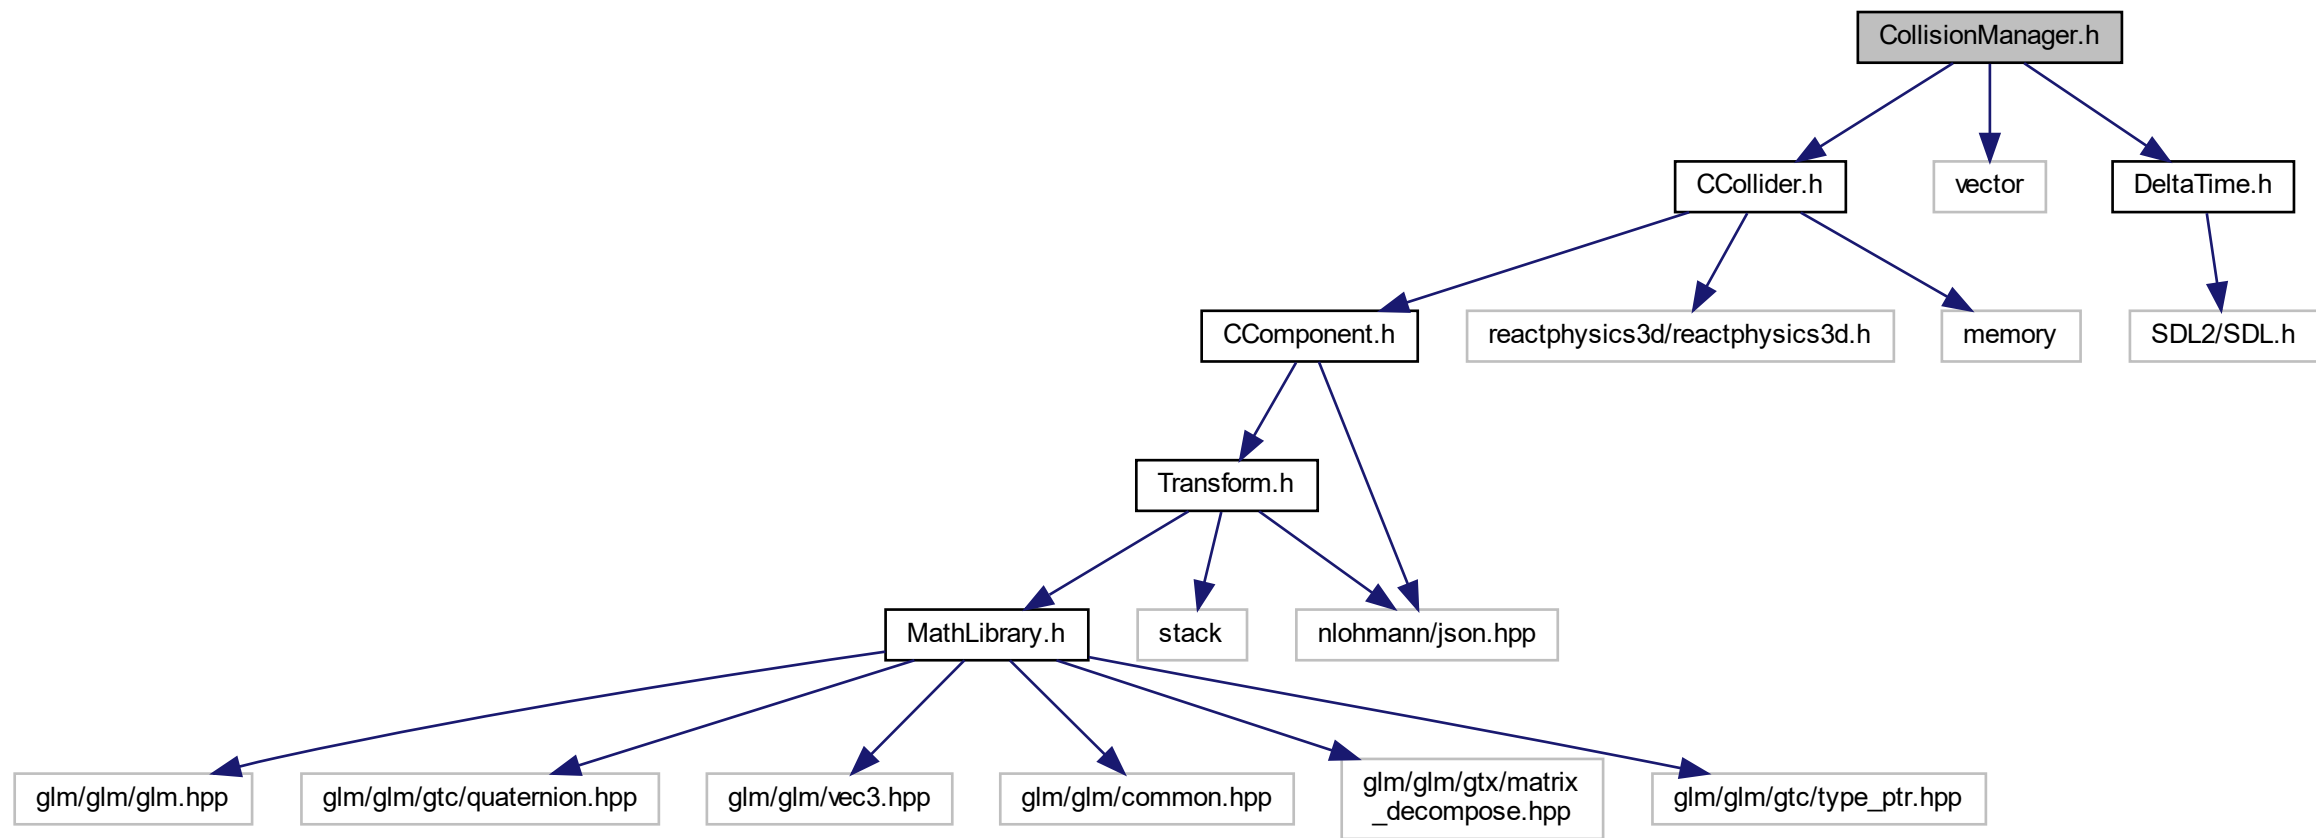 CollisionManager.h
CCollider.h
vector
DeltaTime.h
CComponent.h
reactphysics3d/reactphysics3d.h
memory
SDL2/SDL.h
Transform.h
MathLibrary.h
stack
nlohmann/json.hpp
glm/glm/glm.hpp
glm/glm/gtc/quaternion.hpp
glm/glm/vec3.hpp
glm/glm/common.hpp
glm/glm/gtx/matrix
_decompose.hpp
glm/glm/gtc/type_ptr.hpp